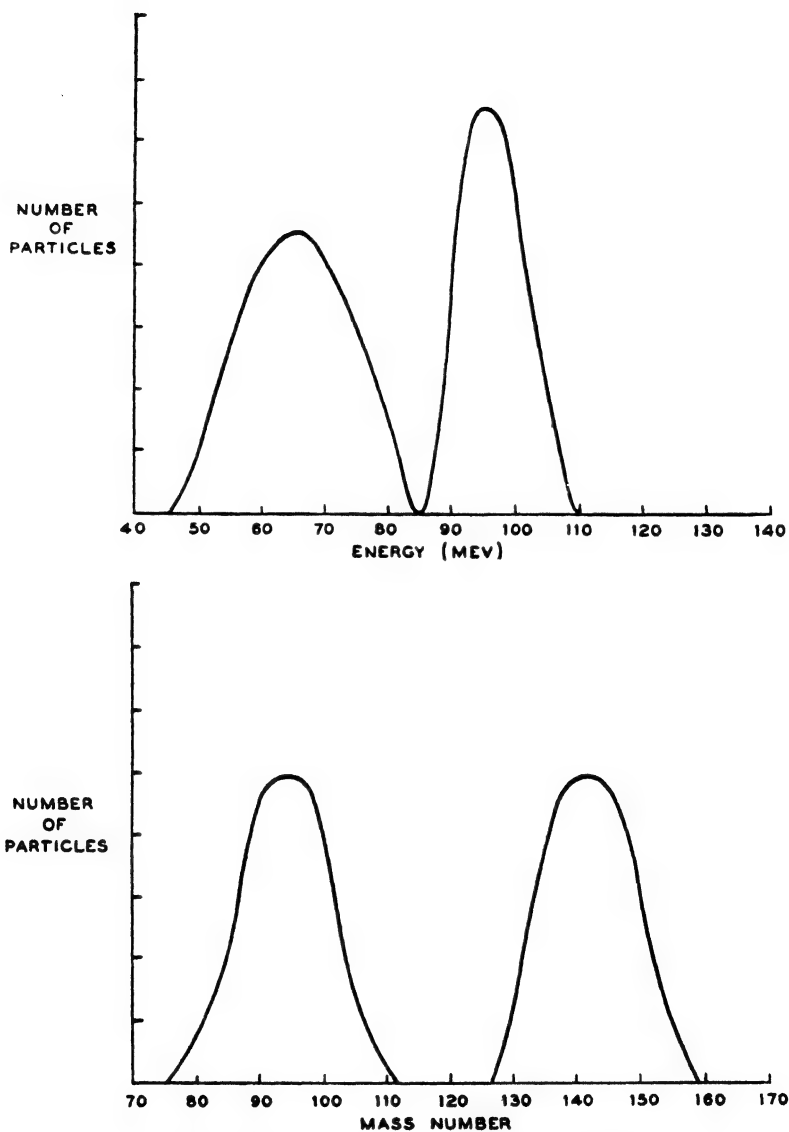 NUMBER
OF
PARTICLES
40 50 60 70 80 90 100 110 120 130 140
ENERGY (MEV)
NUMBER
OF
PARTICLES
70 80 90 100 110 120 130 140 150 160 170
MASS NUMBER